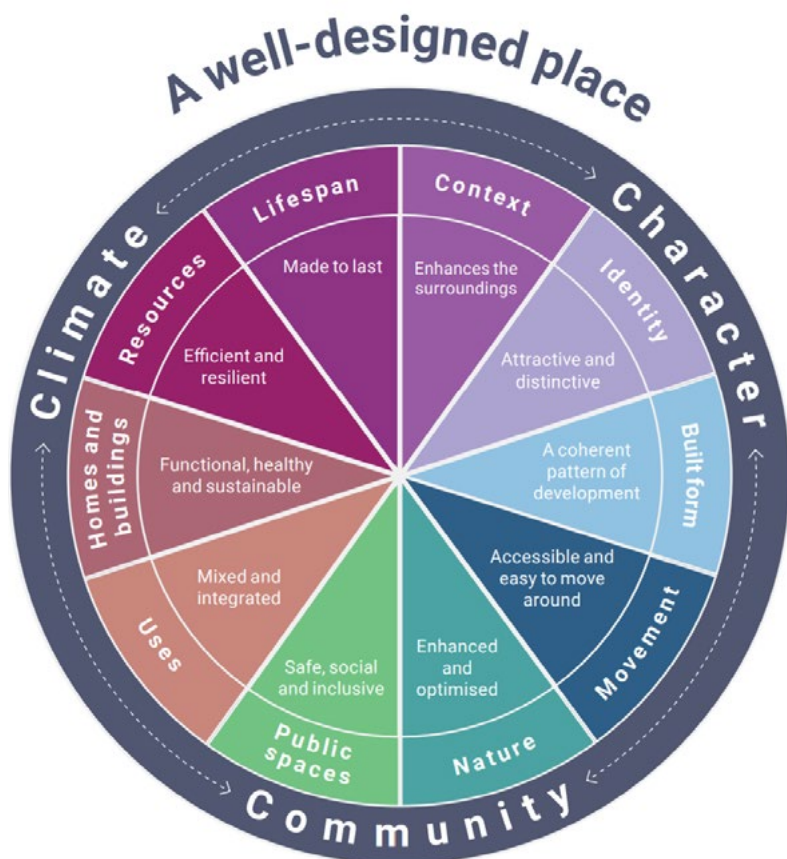 A well-designed place
Climate
Character
Community
Context
Enhances the
surroundings
Identity
Attractive and
distinctive
Built form
A coherent
pattern of
development
Movement
Accessible and
easy to move
around
Nature
Enhanced
and
optimised
Public
spaces
Safe, social
and inclusive
Uses
Mixed and
integrated
Homes and
buildings
Functional, healthy
and sustainable
Resources
Efficient and
resilient
Lifespan
Made to last